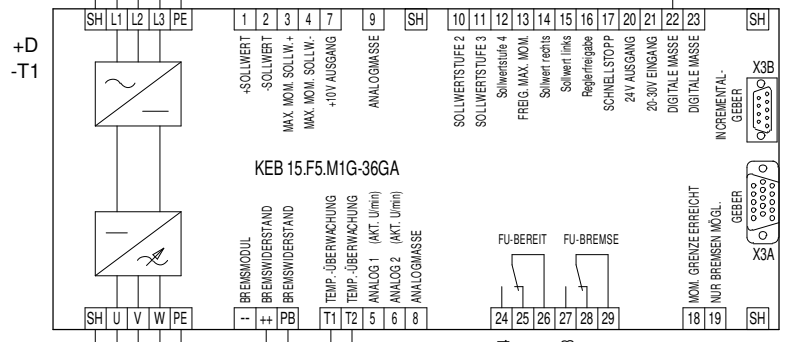 SH L1 L2 L3 PE 1 2 3 4 7 9 SH 10 11 12 13 14 15 16 17 20 21 22 23 SH
+D
-T1
+SOLLWERT
-SOLLWERT
MAX. MOM. SOLLW.+
MAX. MOM. SOLLW.-
+10V AUSGANG
ANALOGMASSE
SOLLWERTSTUFE 2
SOLLWERTSTUFE 3
Sollwertstufe 4
FREIG. MAX. MOM.
Sollwert rechts
Sollwert links
Reglerfreigabe
SCHNELLSTOPP
24V AUSGANG
20-30V EINGANG
DIGITALE MASSE
DIGITALE MASSE
INCREMENTAL-
GEBER
X3B
KEB 15.F5.M1G-36GA
BREMSMODUL
BREMSWIDERSTAND
BREMSWIDERSTAND
TEMP.-ÜBERWACHUNG
TEMP.-ÜBERWACHUNG
ANALOG 1 (AKT. U/min)
ANALOG 2 (AKT. U/min)
ANALOGMASSE
FU-BEREIT
FU-BREMSE
MOM. GRENZE ERREICHT
NUR BREMSEN MÖGL.
GEBER
X3A
SH U V W PE -- ++ PB T1 T2 5 6 8 24 25 26 27 28 29 18 19 SH